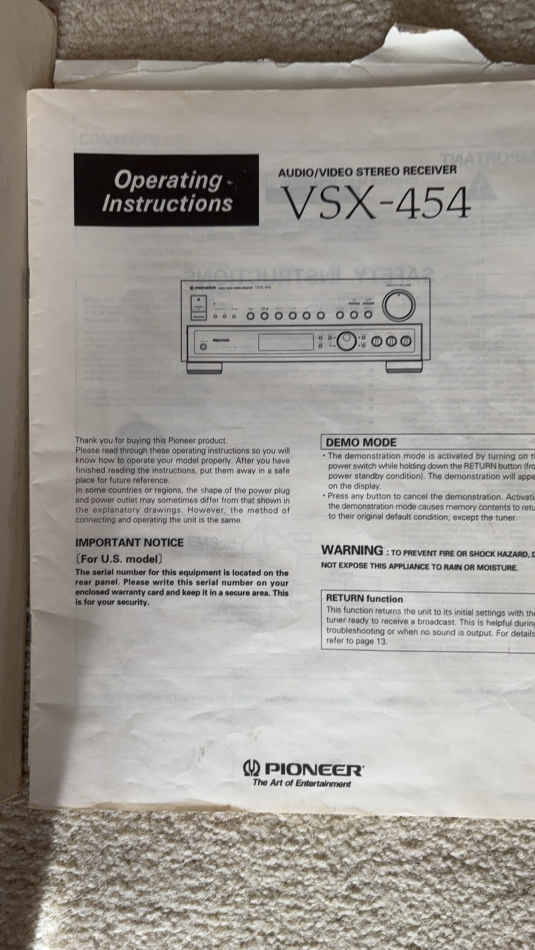 Operating
Instructions
AUDIO/VIDEO STEREO RECEIVER
VSX-454
Thank you for buying this Pioneer product.
Please read through these operating instructions so you will
know how to operate your model properly. After you have
finished reading the instructions, put them away in a safe
place for future reference.
In some countries or regions, the shape of the power plug
and power outlet may sometimes differ from that shown in
the explanatory drawings. However, the method of
connecting and operating the unit is the same.
IMPORTANT NOTICE
[For U.S. model]
The serial number for this equipment is located on the
rear panel. Please write this serial number on your
enclosed warranty card and keep it in a secure area. This
is for your security.
DEMO MODE
• The demonstration mode is activated by turning on
power switch while holding down the RETURN button
power standby condition). The demonstration will
on the display.
• Press any button to cancel the demonstration.
the demonstration mode causes memory contents to
to their original default condition, except the tuner.
WARNING : TO PREVENT FIRE OR SHOCK HAZARD,
NOT EXPOSE THIS APPLIANCE TO RAIN OR MOISTURE.
RETURN function
This function returns the unit to its initial settings with
tuner ready to receive a broadcast. This is helpful
troubleshooting or when no sound is output. For details
refer to page 13.
PIONEER
The Art of Entertainment